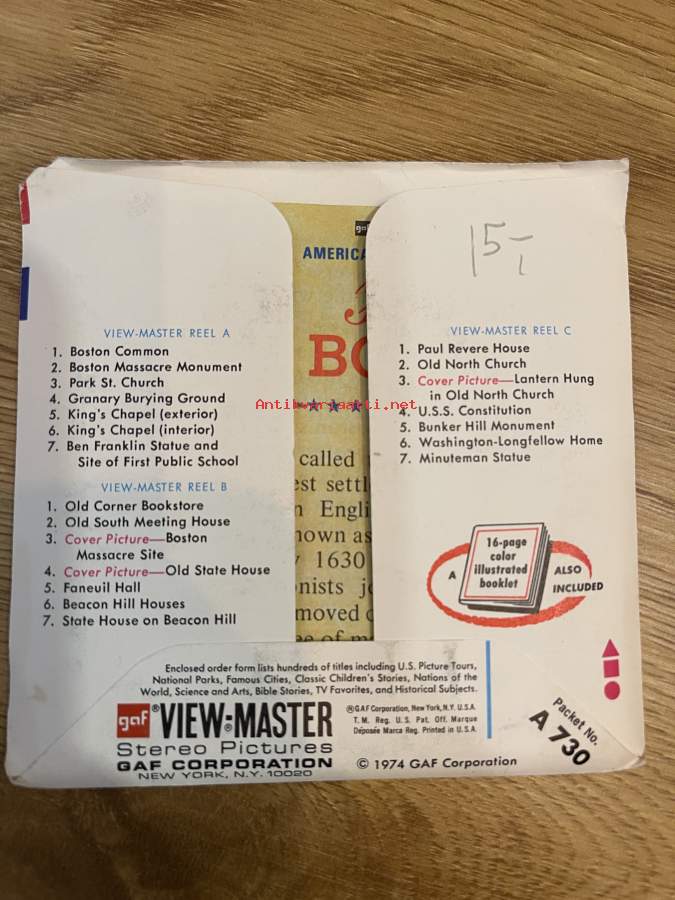 15,-
gaf
AMERICA
BO
VIEW-MASTER REEL A
1. Boston Common
2. Boston Massacre Monument
3. Park St. Church
4. Granary Burying Ground
5. King's Chapel (exterior)
6. King's Chapel (interior)
7. Ben Franklin Statue and
Site of First Public School
VIEW-MASTER REEL B
1. Old Corner Bookstore
2. Old South Meeting House
3. Cover Picture—Boston
Massacre Site
4. Cover Picture—Old State House
5. Faneuil Hall
6. Beacon Hill Houses
7. State House on Beacon Hill
called
est settl
n Engli
nown as
1630
nists jo
moved
VIEW-MASTER REEL C
1. Paul Revere House
2. Old North Church
3. Cover Picture—Lantern Hung
in Old North Church
4. U.S.S. Constitution
5. Bunker Hill Monument
6. Washington-Longfellow Home
7. Minuteman Statue
Antikvariaatti.net
A
16-page
color
illustrated
booklet
ALSO
INCLUDED
Enclosed order form lists hundreds of titles including U.S. Picture Tours,
National Parks, Famous Cities, Classic Children's Stories, Nations of the
World, Science and Arts, Bible Stories, TV Favorites, and Historical Subjects.
gaf® VIEW-MASTER
Stereo Pictures
GAF CORPORATION
NEW YORK, N.Y. 10020
®GAF Corporation, New York, N.Y. U.S.A.
T. M. Reg. U.S. Pat. Off. Marque
Déposée Marca Reg. Printed in U.S.A.
© 1974 GAF Corporation
Packet No.
A 730